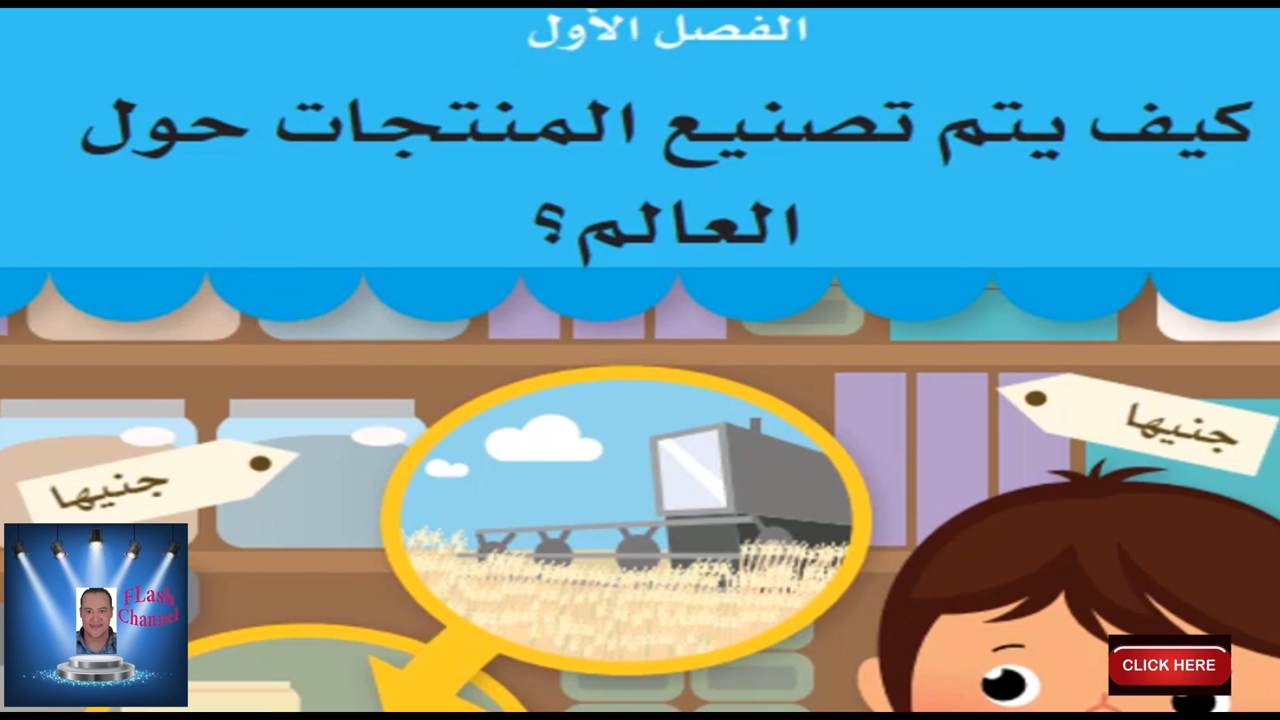 الفصل الأول
كيف يتم تصنيع المنتجات حول
العالم؟
جنيها
جنيها
FLash
Channel
CLICK HERE